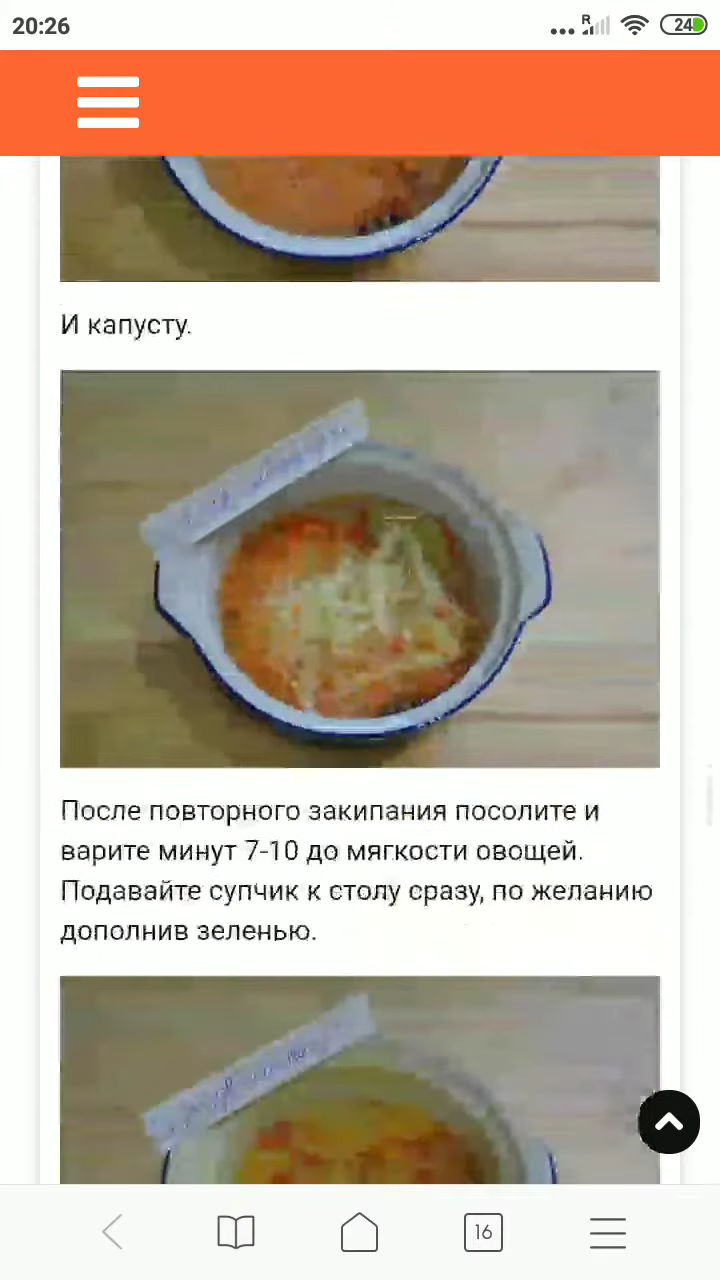 20:26
R
24
И капусту.
После повторного закипания посолите и
варите минут 7-10 до мягкости овощей.
Подавайте супчик к столу сразу, по желанию
дополнив зеленью.
16